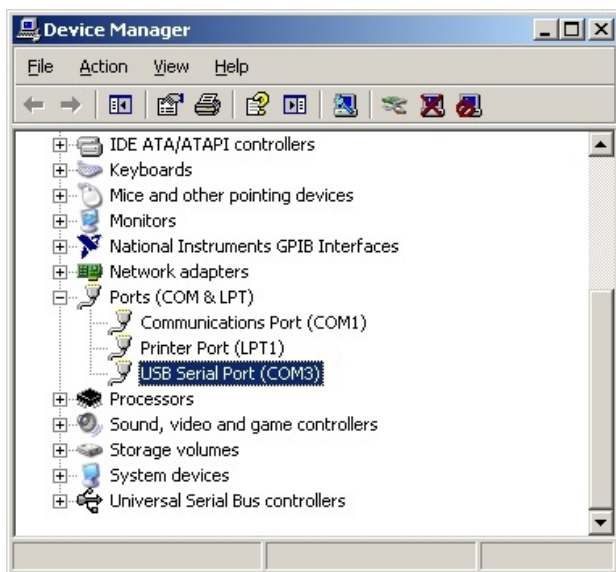 Device Manager
File Action View Help
IDE ATA/ATAPI controllers
Keyboards
Mice and other pointing devices
Monitors
National Instruments GPIB Interfaces
Network adapters
Ports (COM & LPT)
Communications Port (COM1)
Printer Port (LPT1)
USB Serial Port (COM3)
Processors
Sound, video and game controllers
Storage volumes
System devices
Universal Serial Bus controllers